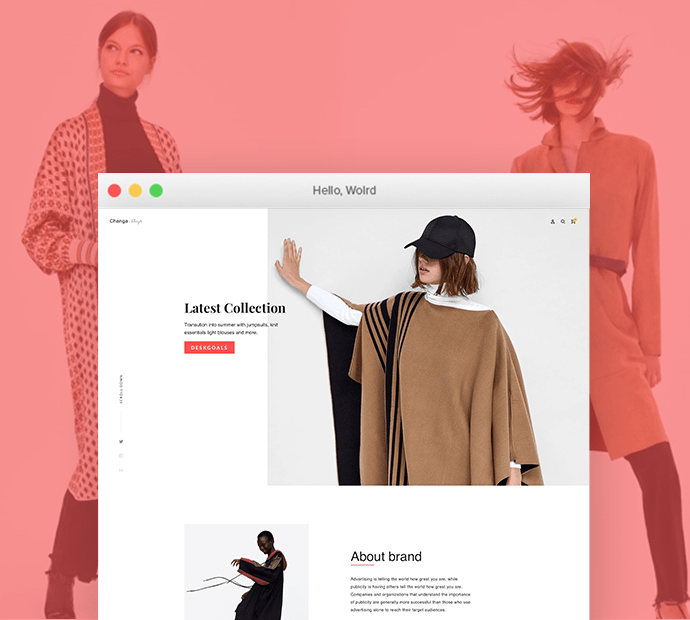 Hello, Wolrd
Change Shop
Latest Collection
Transition into summer with jumpsuits, knit
essentials light blouses and more.
DESKGOALS
SCROLL DOWN
About brand
Advertising is telling the world how great you are, while
publicity is having others tell the world how great you are.
Companies and organizations that understand the importance
of publicity are generally more successful than those who use
advertising alone to reach their target audiences.